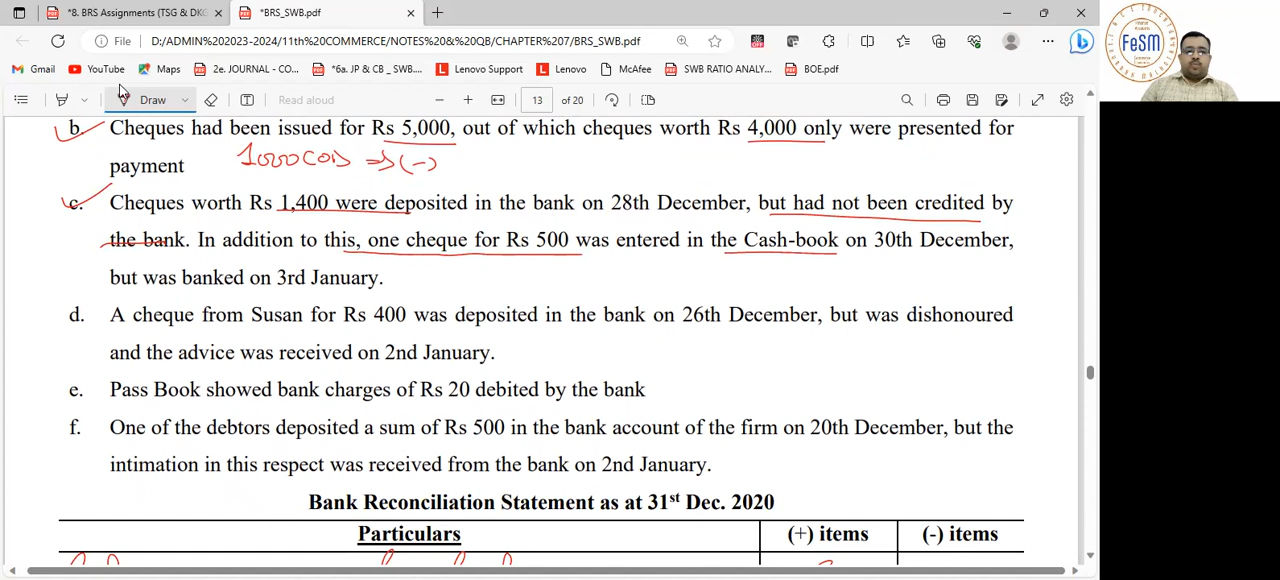 *8. BRS Assignments (TSG & DKG
*BRS_SWB.pdf
File D:/ADMIN%202023-2024/11th%20COMMERCE/NOTES%20-%20QB/CHAPTER%207/BRS_SWB.pdf
Gmail YouTube Maps 2e. JOURNAL - CO... *6a. JP & CB _ SWB.... Lenovo Support Lenovo McAfee SWB RATIO ANALY... BOE.pdf
Draw Read aloud 13 of 20
b. Cheques had been issued for Rs 5,000, out of which cheques worth Rs 4,000 only were presented for
payment 1000 ⇒ (-)
c. Cheques worth Rs 1,400 were deposited in the bank on 28th December, but had not been credited by
the bank. In addition to this, one cheque for Rs 500 was entered in the Cash-book on 30th December,
but was banked on 3rd January.
d. A cheque from Susan for Rs 400 was deposited in the bank on 26th December, but was dishonoured
and the advice was received on 2nd January.
e. Pass Book showed bank charges of Rs 20 debited by the bank
f. One of the debtors deposited a sum of Rs 500 in the bank account of the firm on 20th December, but the
intimation in this respect was received from the bank on 2nd January.
Bank Reconciliation Statement as at 31st Dec. 2020
Particulars (+) items (-) items
FeSM